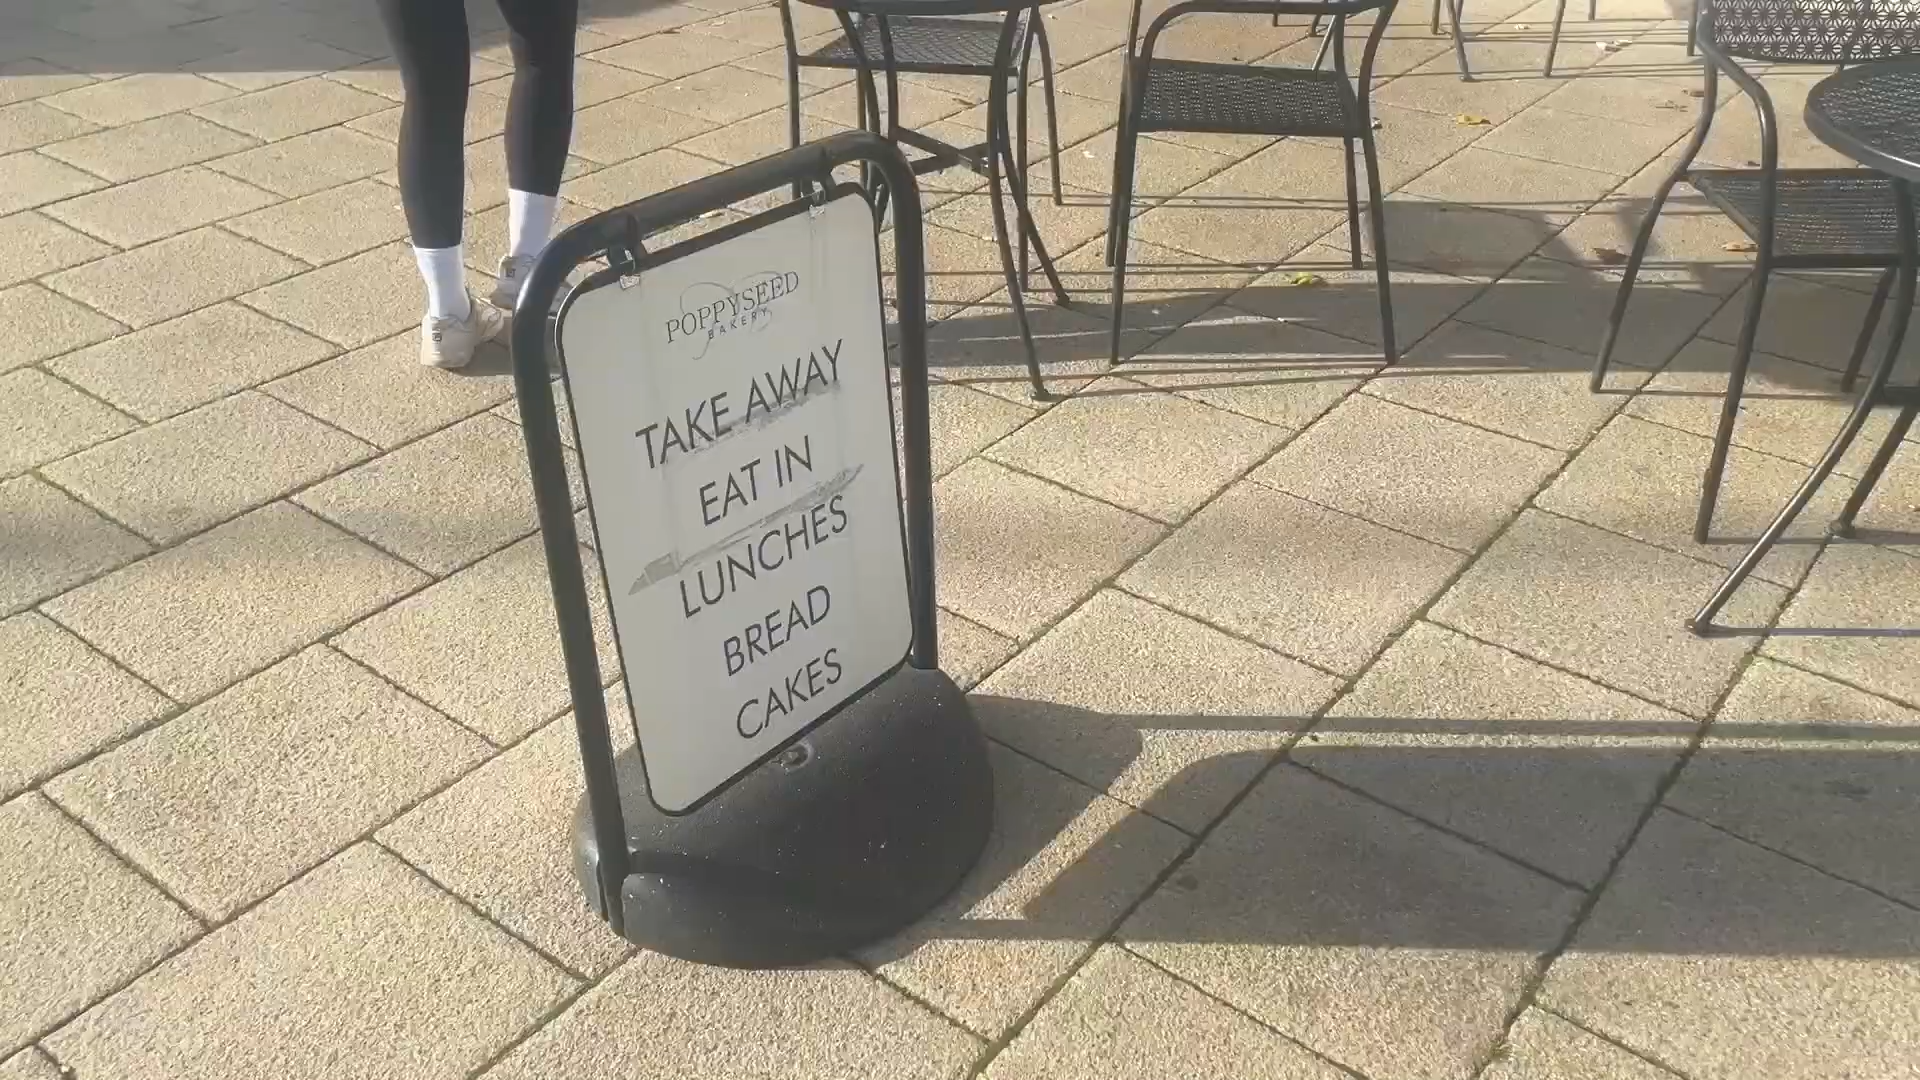 POPPYSEED
BAKERY
TAKE AWAY
EAT IN
LUNCHES
BREAD
CAKES